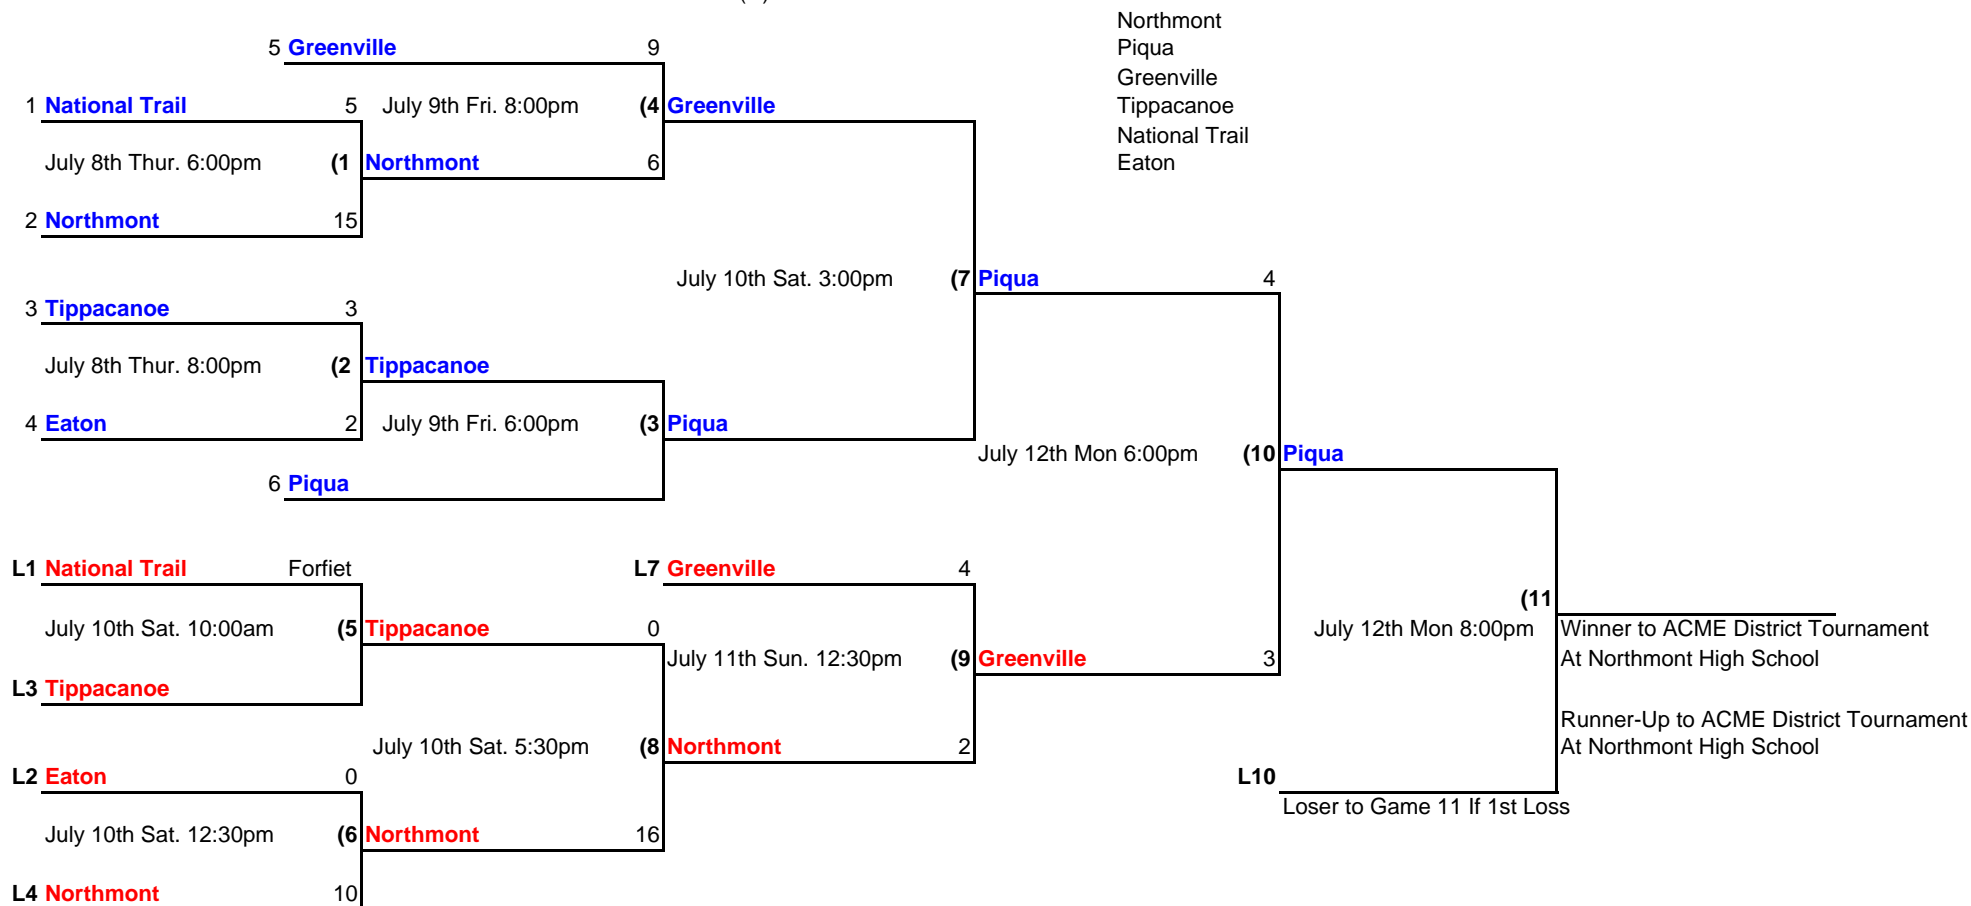 Northmont
5 Greenville 9 Piqua
Greenville
1 National Trail 5 July 9th Fri. 8:00pm (4 Greenville Tippacanoe
National Trail
July 8th Thur. 6:00pm (1 Northmont 6 Eaton
2 Northmont 15
July 10th Sat. 3:00pm (7 Piqua 4
3 Tippacanoe 3
July 8th Thur. 8:00pm (2 Tippacanoe
4 Eaton 2 July 9th Fri. 6:00pm (3 Piqua
July 12th Mon 6:00pm (10 Piqua
6 Piqua
L1 National Trail Forfiet L7 Greenville 4
(11
July 10th Sat. 10:00am (5 Tippacanoe 0 July 12th Mon 8:00pm Winner to ACME District Tournament
July 11th Sun. 12:30pm (9 Greenville 3 At Northmont High School
L3 Tippacanoe
Runner-Up to ACME District Tournament
July 10th Sat. 5:30pm (8 Northmont 2 At Northmont High School
L2 Eaton 0 L10
Loser to Game 11 If 1st Loss
July 10th Sat. 12:30pm (6 Northmont 16
L4 Northmont 10